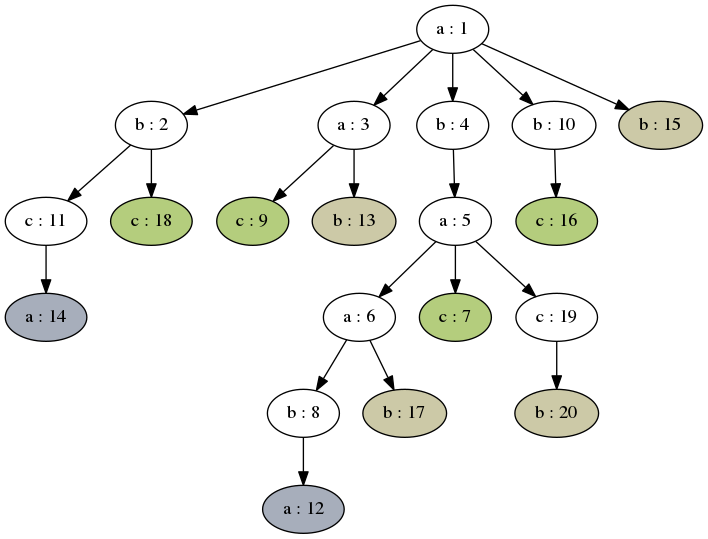 a : 1
b : 2
a : 3
b : 4
b : 10
b : 15
c : 11
c : 18
c : 9
b : 13
a : 5
c : 16
a : 14
a : 6
c : 7
c : 19
b : 8
b : 17
b : 20
a : 12